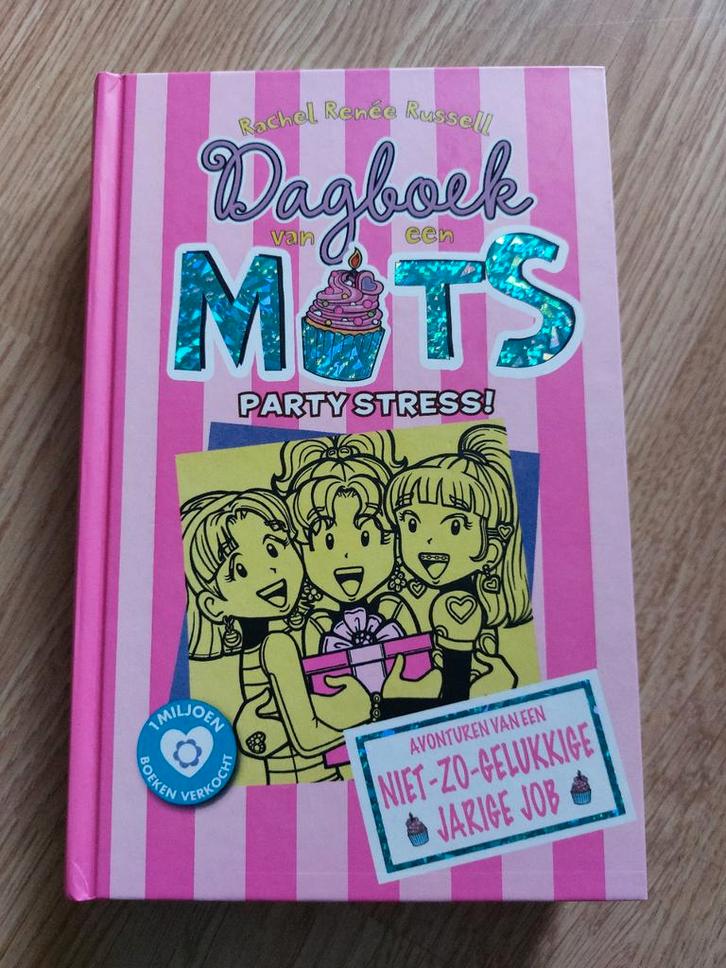 Rachel Renée Russell
Dagboek
van een
MTS
PARTY STRESS!
1 MILJOEN
BOEKEN VERKOCHT
AVONTUREN VAN EEN
NIET-ZO-GELUKKIGE
JARIGE JOB